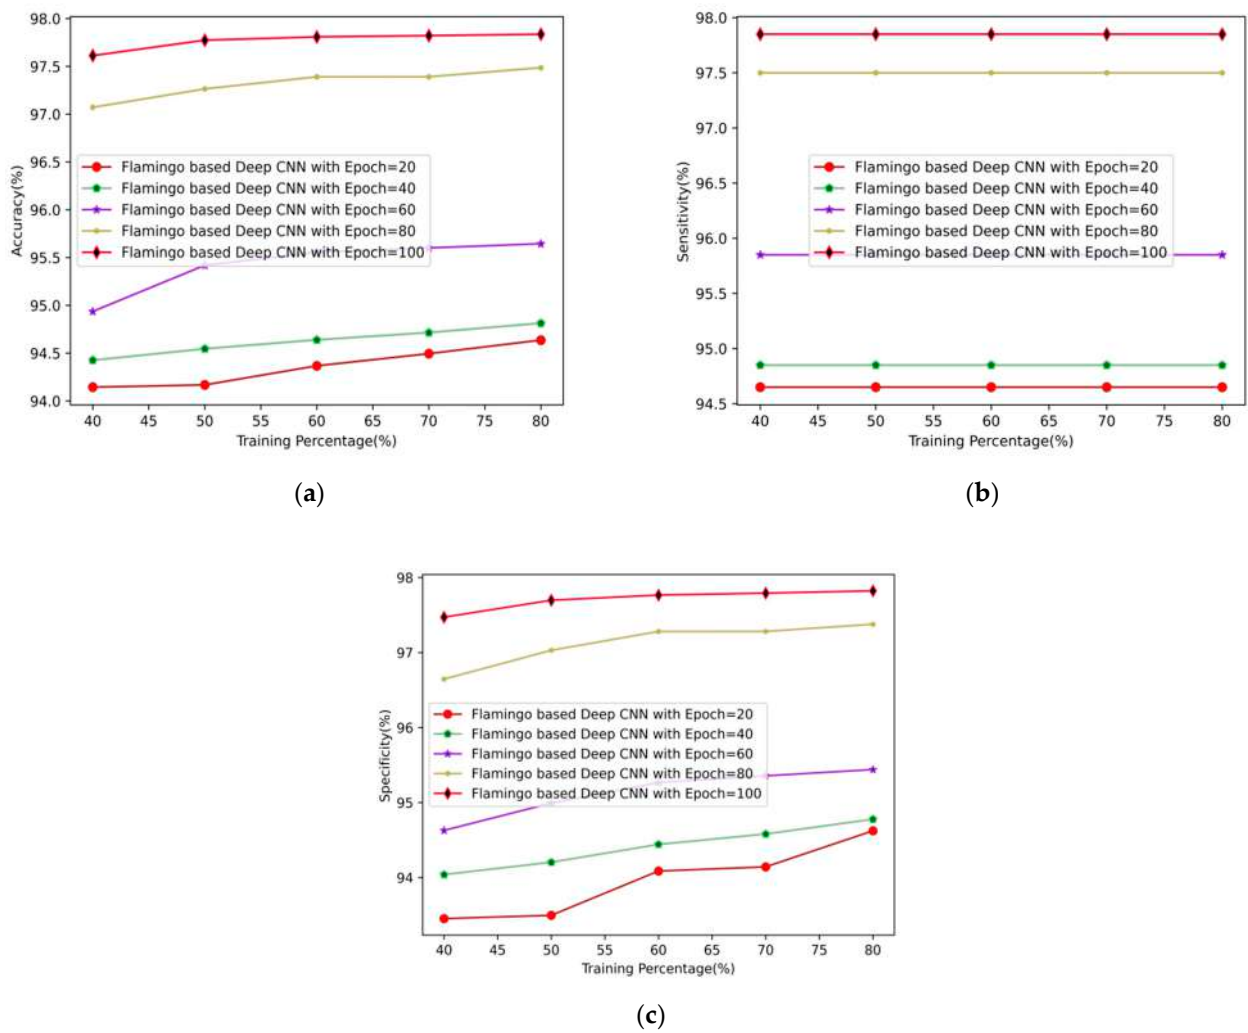 98.0
97.5
97.0
96.5
96.0
95.5
95.0
94.5
94.0
Accuracy(%)
Flamingo based Deep CNN with Epoch=20
Flamingo based Deep CNN with Epoch=40
Flamingo based Deep CNN with Epoch=60
Flamingo based Deep CNN with Epoch=80
Flamingo based Deep CNN with Epoch=100
40 45 50 55 60 65 70 75 80
Training Percentage(%)
(a)
98.0
97.5
97.0
96.5
96.0
95.5
95.0
94.5
Sensitivity(%)
Flamingo based Deep CNN with Epoch=20
Flamingo based Deep CNN with Epoch=40
Flamingo based Deep CNN with Epoch=60
Flamingo based Deep CNN with Epoch=80
Flamingo based Deep CNN with Epoch=100
40 45 50 55 60 65 70 75 80
Training Percentage(%)
(b)
98
97
96
95
94
Specificity(%)
Flamingo based Deep CNN with Epoch=20
Flamingo based Deep CNN with Epoch=40
Flamingo based Deep CNN with Epoch=60
Flamingo based Deep CNN with Epoch=80
Flamingo based Deep CNN with Epoch=100
40 45 50 55 60 65 70 75 80
Training Percentage(%)
(c)